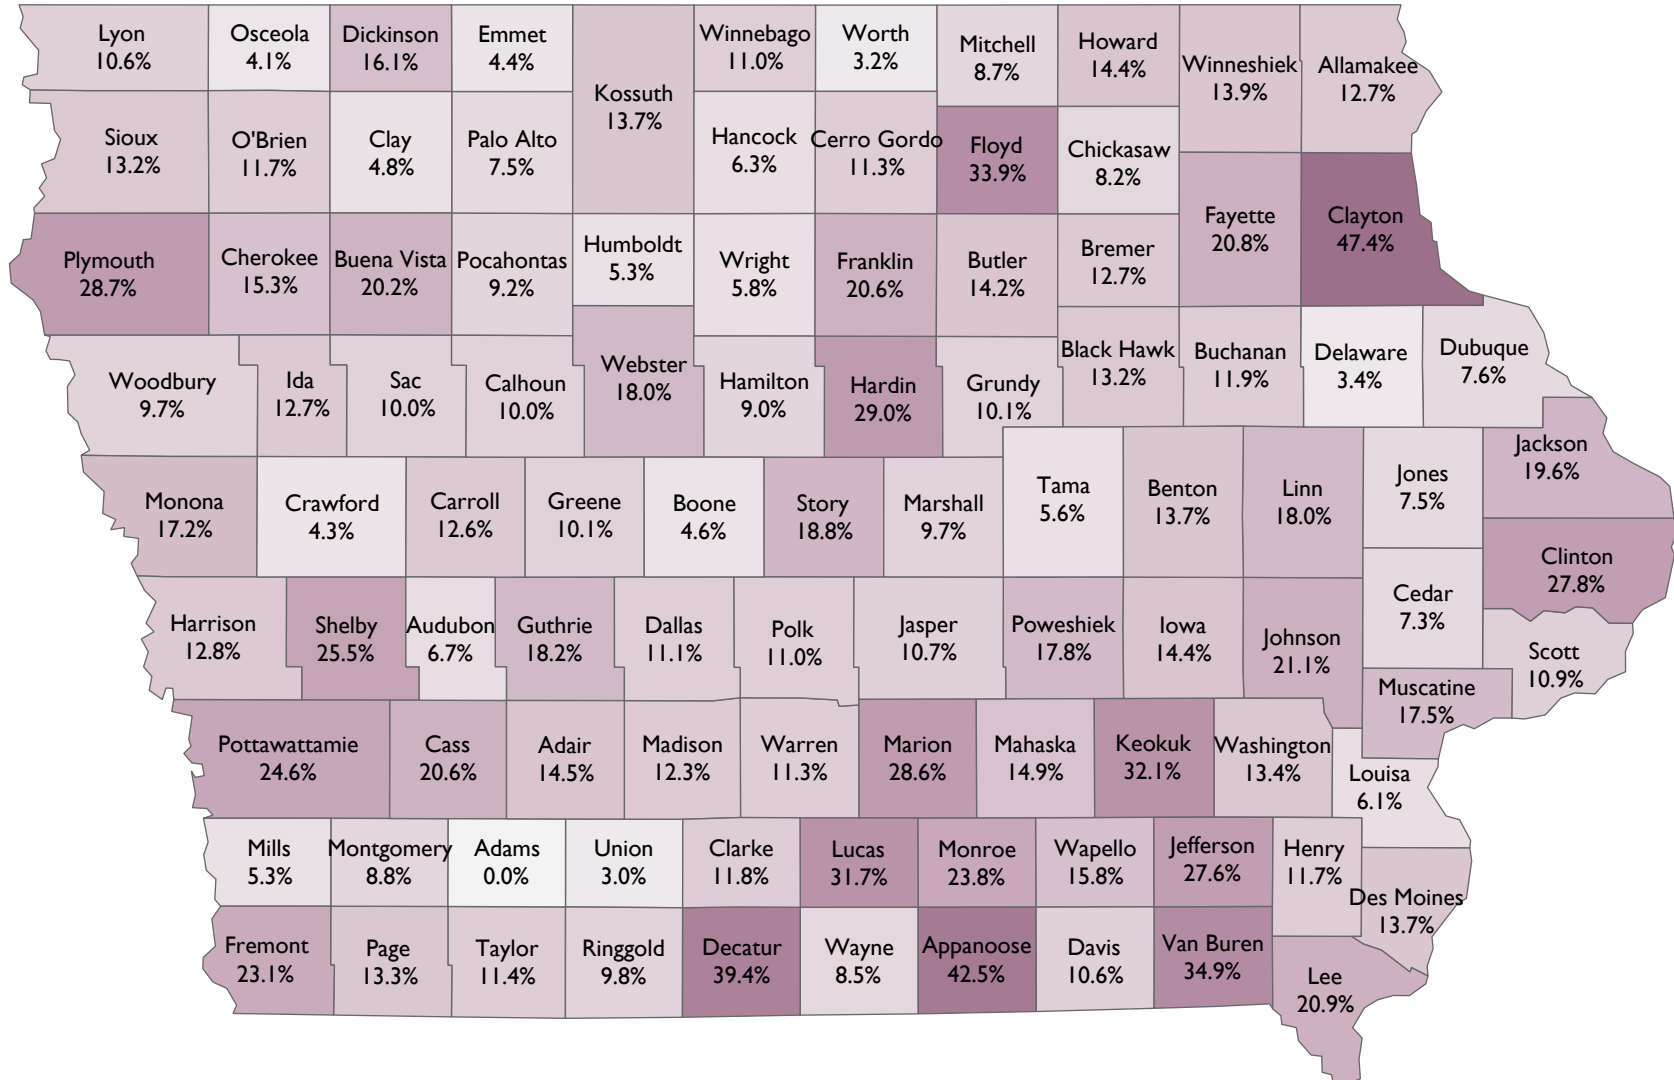 Lyon
10.6%
Osceola
4.1%
Dickinson
16.1%
Emmet
4.4%
Kossuth
13.7%
Winnebago
11.0%
Worth
3.2%
Mitchell
8.7%
Howard
14.4%
Winneshiek
13.9%
Allamakee
12.7%
Sioux
13.2%
O'Brien
11.7%
Clay
4.8%
Palo Alto
7.5%
Hancock
6.3%
Cerro Gordo
11.3%
Floyd
33.9%
Chickasaw
8.2%
Plymouth
28.7%
Cherokee
15.3%
Buena Vista
20.2%
Pocahontas
9.2%
Humboldt
5.3%
Wright
5.8%
Franklin
20.6%
Butler
14.2%
Bremer
12.7%
Fayette
20.8%
Clayton
47.4%
Woodbury
9.7%
Ida
12.7%
Sac
10.0%
Calhoun
10.0%
Webster
18.0%
Hamilton
9.0%
Hardin
29.0%
Grundy
10.1%
Black Hawk
13.2%
Buchanan
11.9%
Delaware
3.4%
Dubuque
7.6%
Monona
17.2%
Crawford
4.3%
Carroll
12.6%
Greene
10.1%
Boone
4.6%
Story
18.8%
Marshall
9.7%
Tama
5.6%
Benton
13.7%
Linn
18.0%
Jones
7.5%
Jackson
19.6%
Clinton
27.8%
Harrison
12.8%
Shelby
25.5%
Audubon
6.7%
Guthrie
18.2%
Dallas
11.1%
Polk
11.0%
Jasper
10.7%
Poweshiek
17.8%
Iowa
14.4%
Johnson
21.1%
Cedar
7.3%
Scott
10.9%
Muscatine
17.5%
Pottawattamie
24.6%
Cass
20.6%
Adair
14.5%
Madison
12.3%
Warren
11.3%
Marion
28.6%
Mahaska
14.9%
Keokuk
32.1%
Washington
13.4%
Louisa
6.1%
Mills
5.3%
Montgomery
8.8%
Adams
0.0%
Union
3.0%
Clarke
11.8%
Lucas
31.7%
Monroe
23.8%
Wapello
15.8%
Jefferson
27.6%
Henry
11.7%
Des Moines
13.7%
Fremont
23.1%
Page
13.3%
Taylor
11.4%
Ringgold
9.8%
Decatur
39.4%
Wayne
8.5%
Appanoose
42.5%
Davis
10.6%
Van Buren
34.9%
Lee
20.9%